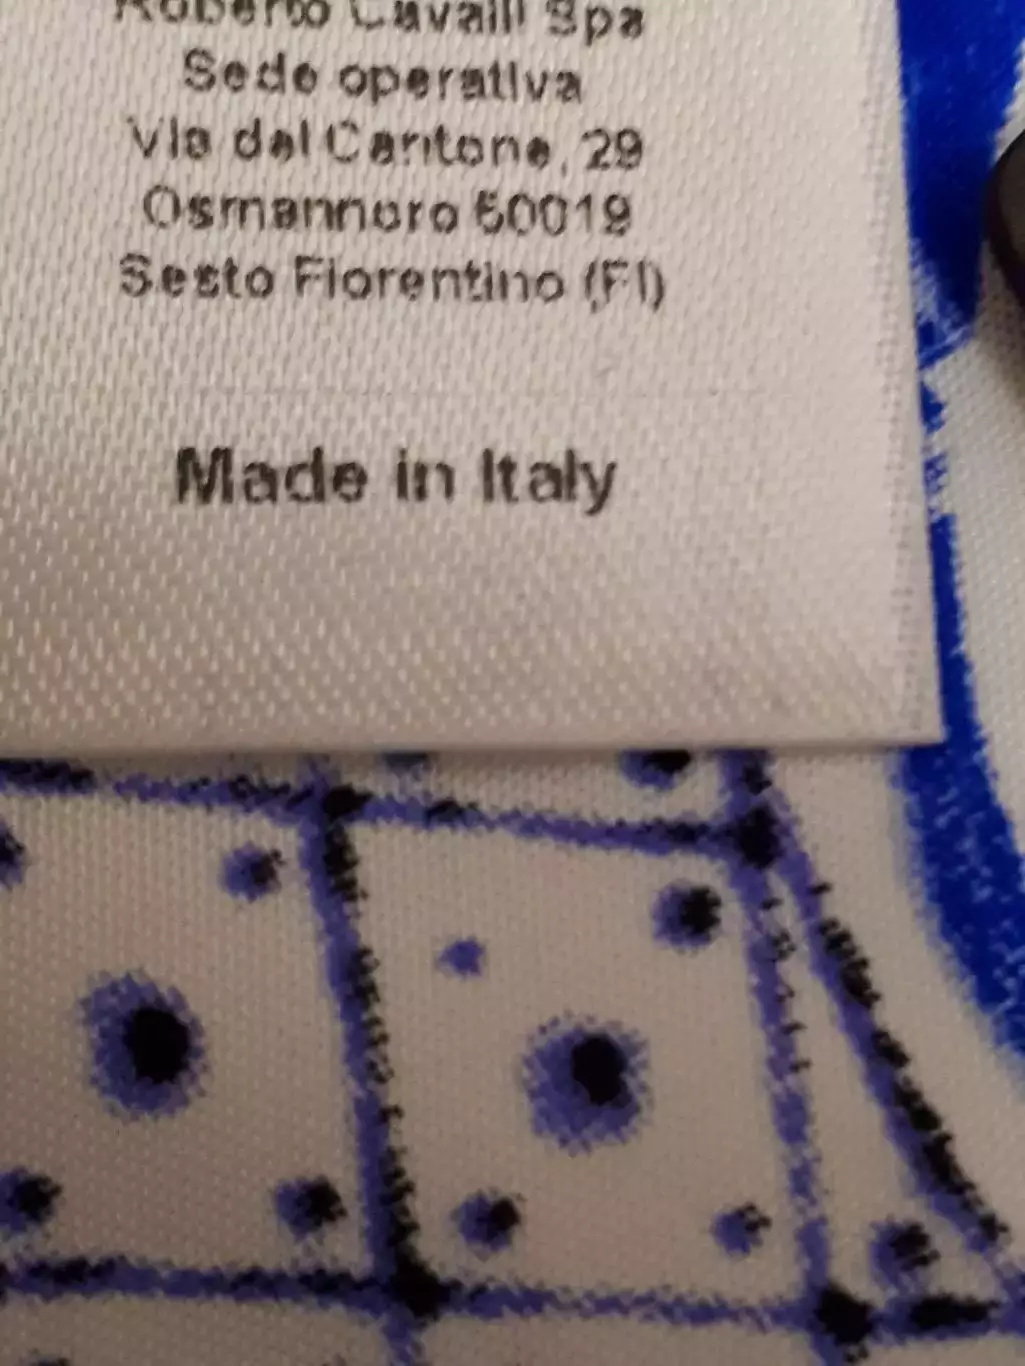 Roberto Cavalli Spa
Sede operativa
Via del Cantone, 29
Osmannoro 50019
Sesto Fiorentino (FI)
Made in Italy